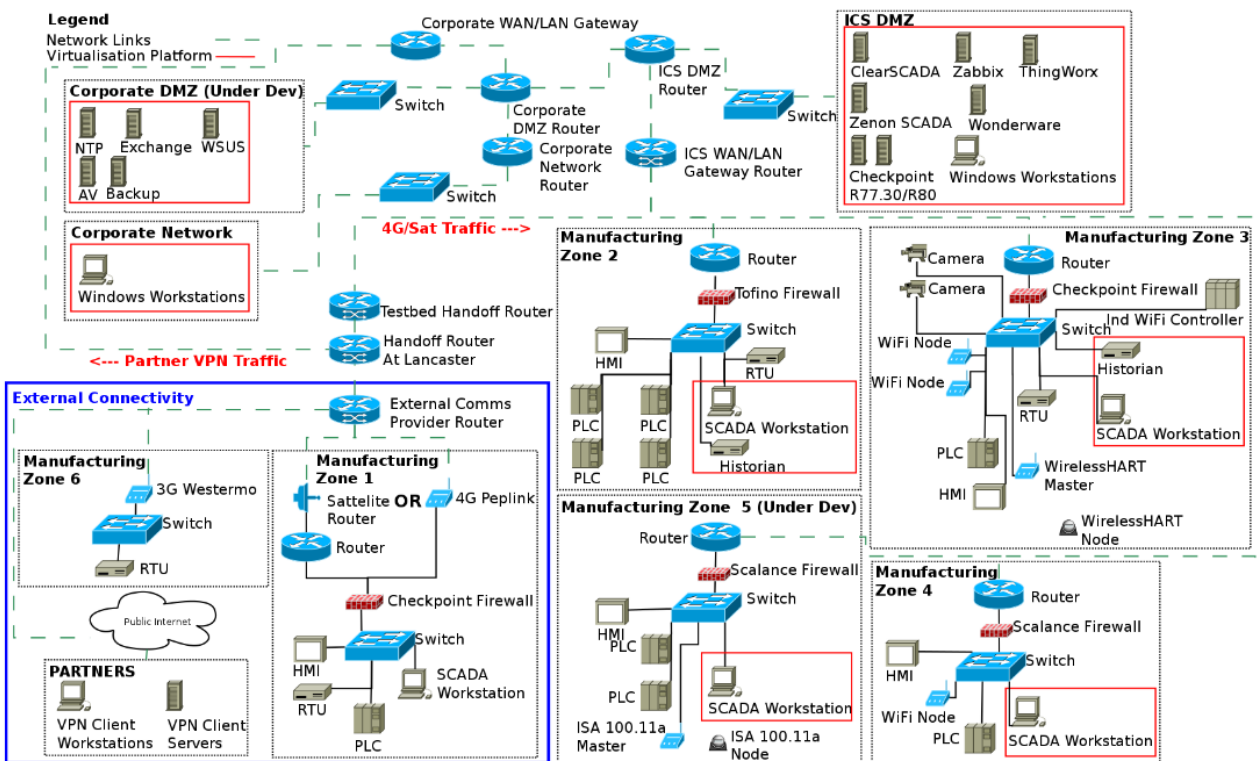 Legend
Network Links
Virtualisation Platform
Corporate WAN/LAN Gateway
Corporate DMZ (Under Dev)
NTP
Exchange
WSUS
AV
Backup
Switch
Corporate
DMZ Router
Corporate
Network
Router
Switch
Corporate Network
Windows Workstations
ICS DMZ
Router
Switch
ICS WAN/LAN
Gateway Router
ICS DMZ
ClearSCADA
Zabbix
ThingWorx
Zenon SCADA
Wonderware
Checkpoint
R77.30/R80
Windows Workstations
4G/Sat Traffic --->
Testbed Handoff Router
Handoff Router
At Lancaster
<--- Partner VPN Traffic
External Connectivity
External Comms
Provider Router
Manufacturing
Zone 6
3G Westermo
Switch
RTU
Public Internet
PARTNERS
VPN Client
Workstations
VPN Client
Servers
Manufacturing
Zone 1
Sattelite
Router
OR
4G Peplink
Router
Checkpoint Firewall
Switch
HMI
RTU
PLC
SCADA
Workstation
Manufacturing
Zone 2
Router
Tofino Firewall
Switch
HMI
RTU
PLC
PLC
PLC
PLC
SCADA Workstation
Historian
Manufacturing Zone 3
Camera
Camera
Router
Checkpoint Firewall
Ind WiFi Controller
Switch
WiFi Node
WiFi Node
Historian
RTU
SCADA Workstation
PLC
HMI
WirelessHART
Master
WirelessHART
Node
Manufacturing Zone 5 (Under Dev)
Router
Scalance Firewall
Switch
HMI
PLC
PLC
SCADA Workstation
ISA 100.11a
Master
ISA 100.11a
Node
Manufacturing
Zone 4
Router
Scalance Firewall
Switch
HMI
WiFi Node
PLC
SCADA Workstation